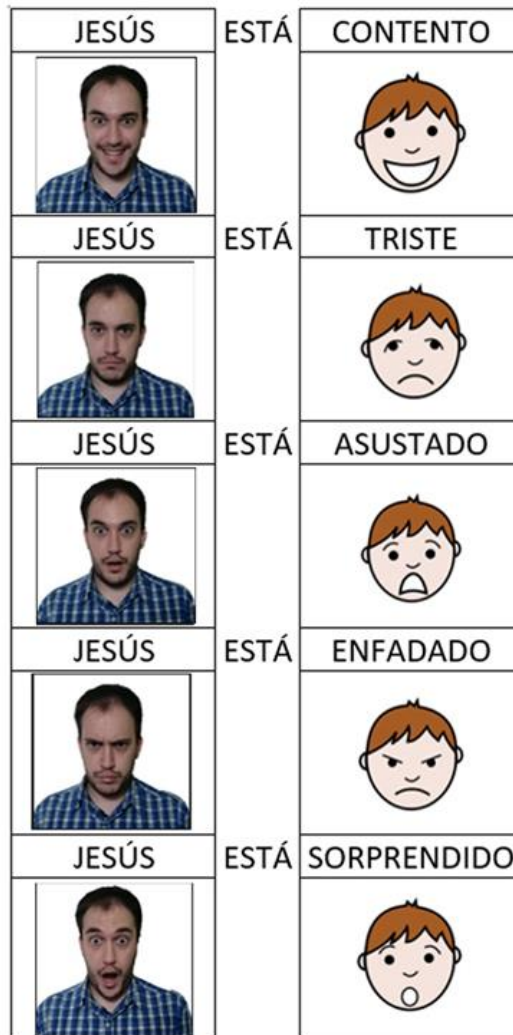 JESÚS ESTÁ CONTENTO
JESÚS ESTÁ TRISTE
JESÚS ESTÁ ASUSTADO
JESÚS ESTÁ ENFADADO
JESÚS ESTÁ SORPRENDIDO